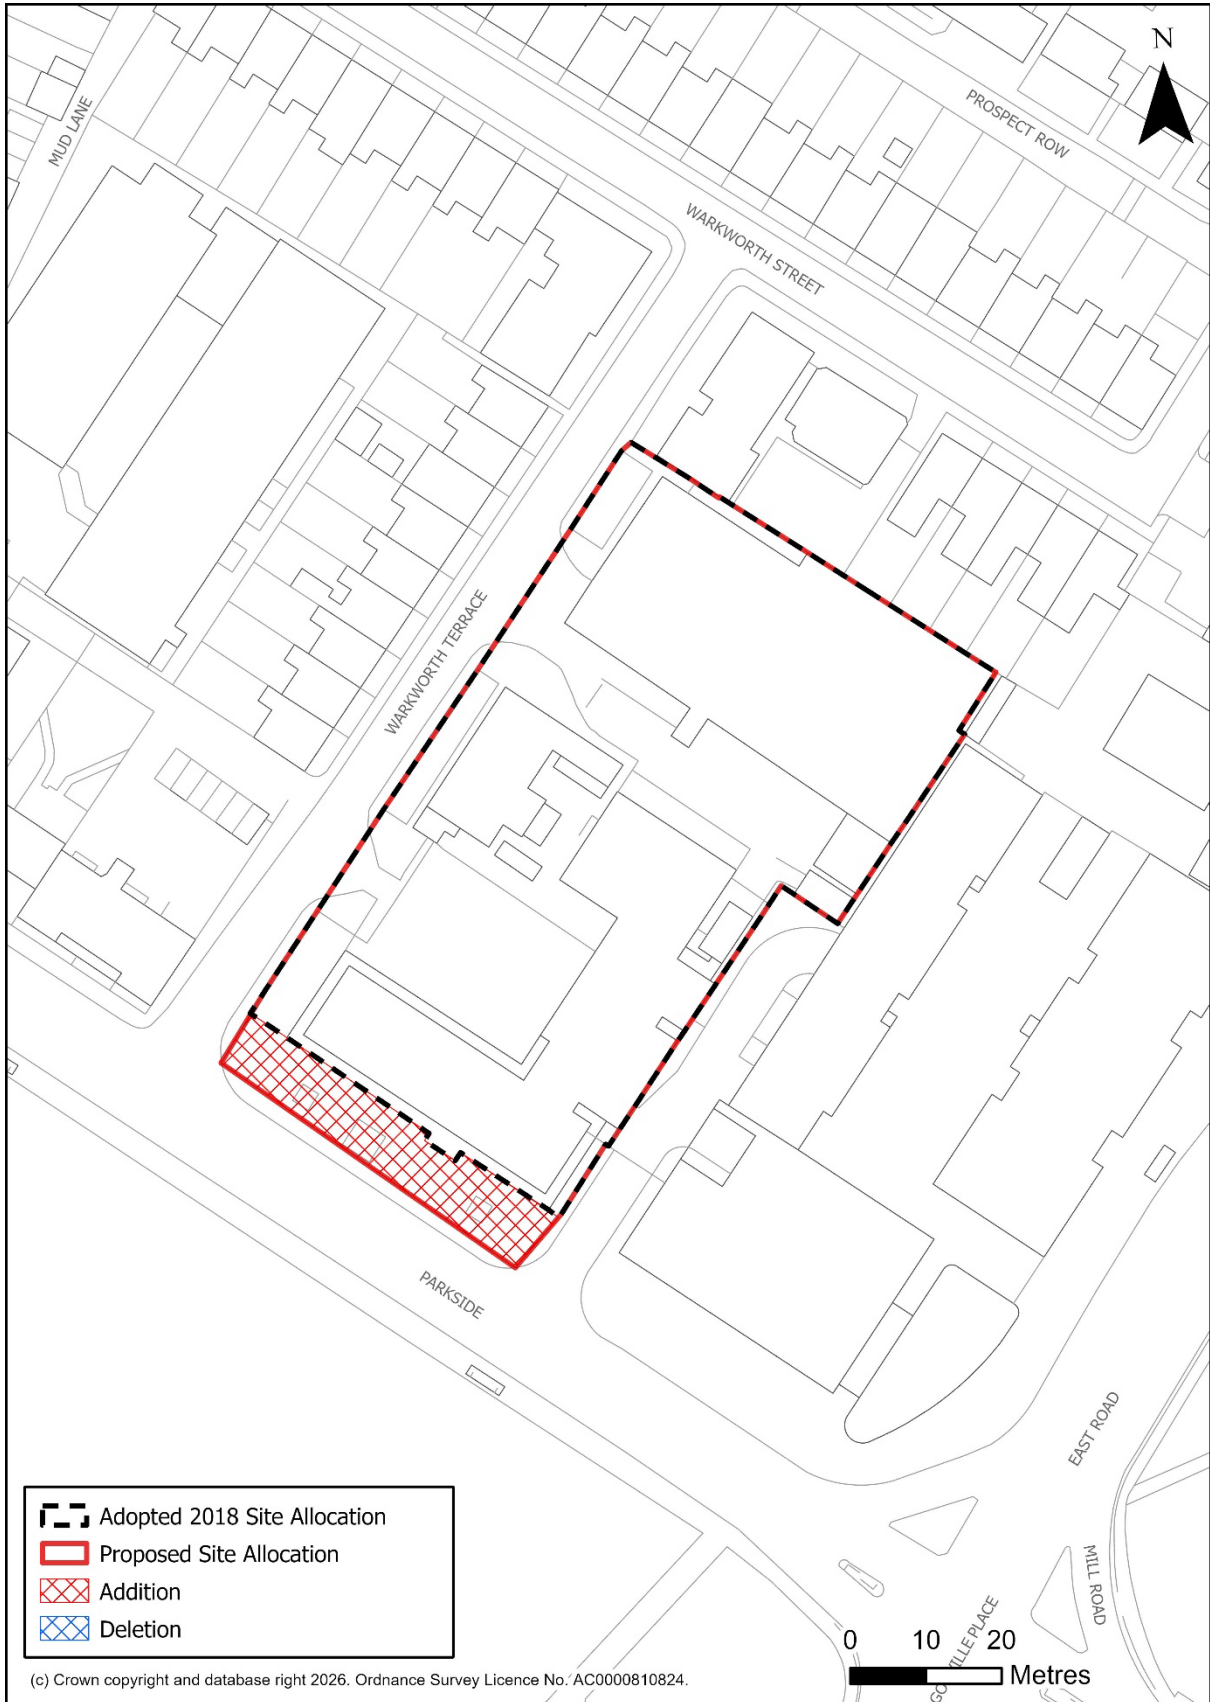 N
MUD LANE
PROSPECT ROW
WARKWORTH STREET
WARKWORTH TERRACE
PARKSIDE
EAST ROAD
MILL ROAD
Adopted 2018 Site Allocation
Proposed Site Allocation
Addition
Deletion
0 10 20
Metres
(c) Crown copyright and database right 2026. Ordnance Survey Licence No. AC0000810824.
PLACE